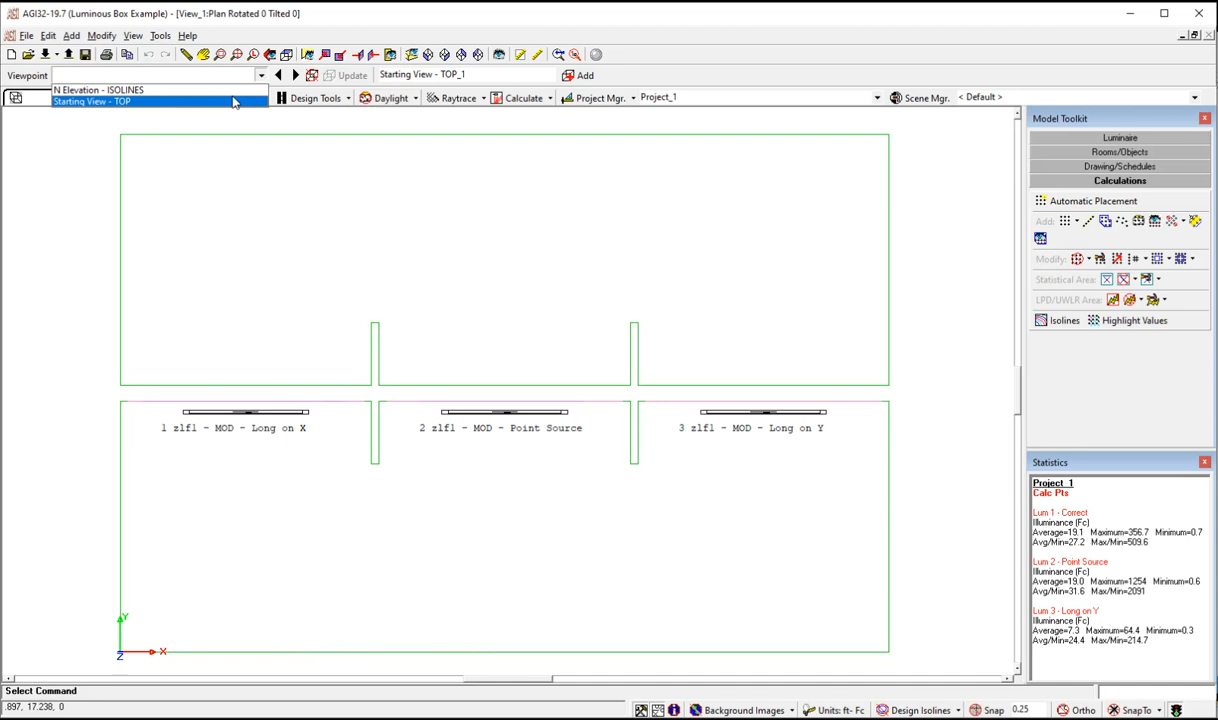 AGI32-19.7 (Luminous Box Example) - [View_1:Plan Rotated 0 Tilted 0]
File Edit Add Modify View Tools Help
Viewpoint Update Starting View - TOP_1 Add
N Elevation - ISOLINES
Starting View - TOP
Design Tools Daylight Raytrace Calculate Project Mgr. Project_1 Scene Mgr. < Default >
Model Toolkit
Luminaire
Rooms/Objects
Drawing/Schedules
Calculations
Automatic Placement
Add:
Modify:
Statistical Area:
LPD/UWLR Area:
Isolines Highlight Values
1 zlf1 - MOD - Long on X
2 zlf1 - MOD - Point Source
3 zlf1 - MOD - Long on Y
Statistics
Project_1
Calc Pts
Lum 1 - Correct
Illuminance (Fc)
Average=19.1 Maximum=356.7 Minimum=0.7
Avg/Min=27.2 Max/Min=509.6
Lum 2 - Point Source
Illuminance (Fc)
Average=19.0 Maximum=1254 Minimum=0.6
Avg/Min=31.6 Max/Min=2091
Lum 3 - Long on Y
Illuminance (Fc)
Average=7.3 Maximum=64.4 Minimum=0.3
Avg/Min=24.4 Max/Min=214.7
Y
X
Z
Select Command
.897, 17.238, 0
Background Images Units: ft- Fc Design Isolines Snap 0.25 Ortho SnapTo